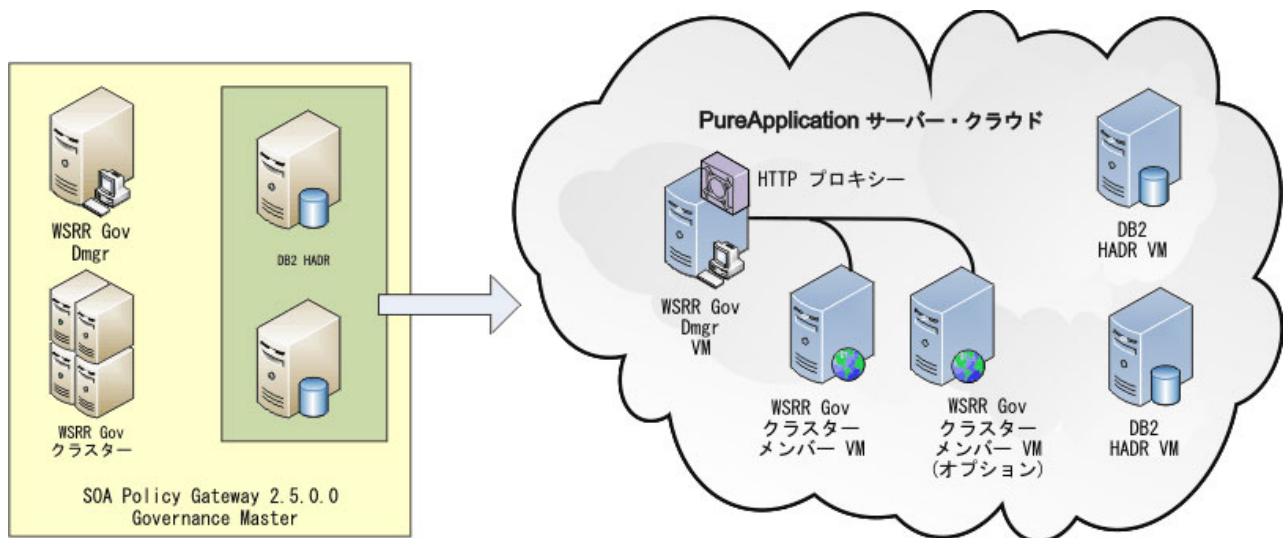 WSRR Gov
Dmgr
DB2 HADR
WSRR Gov
クラスター
SOA Policy Gateway 2.5.0.0
Governance Master
PureApplication サーバー・クラウド
HTTP プロキシー
WSRR Gov
Dmgr
VM
WSRR Gov
クラスター
メンバー VM
WSRR Gov
クラスター
メンバー VM
(オプション)
DB2
HADR VM
DB2
HADR VM